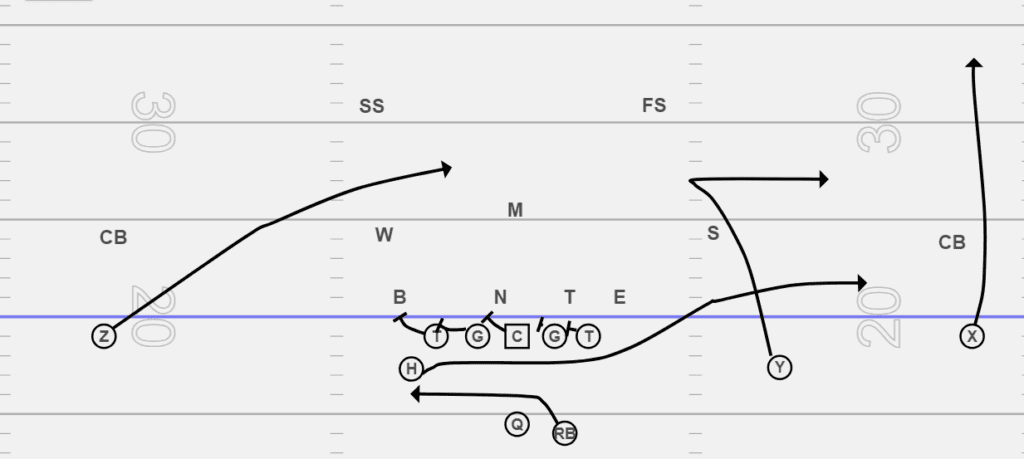 SS FS
30 30
M
CB W S CB
B N T E
20 20
Z T G C G T X
H Y
Q RB